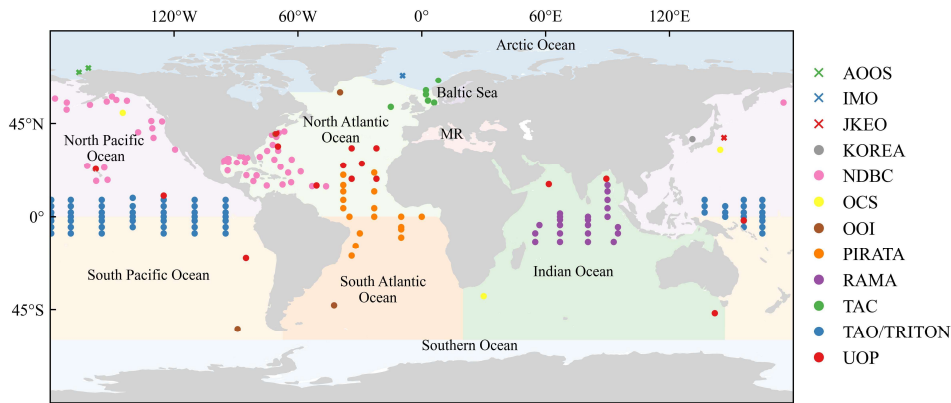 120°W 60°W 0° 60°E 120°E
Arctic Ocean
Baltic Sea
45°N
North Pacific
Ocean
North Atlantic
Ocean
MR
0°
South Pacific Ocean
South Atlantic
Ocean
Indian Ocean
45°S
Southern Ocean
AOOS
IMO
JKEO
KOREA
NDBC
OCS
OOI
PIRATA
RAMA
TAC
TAO/TRITON
UOP